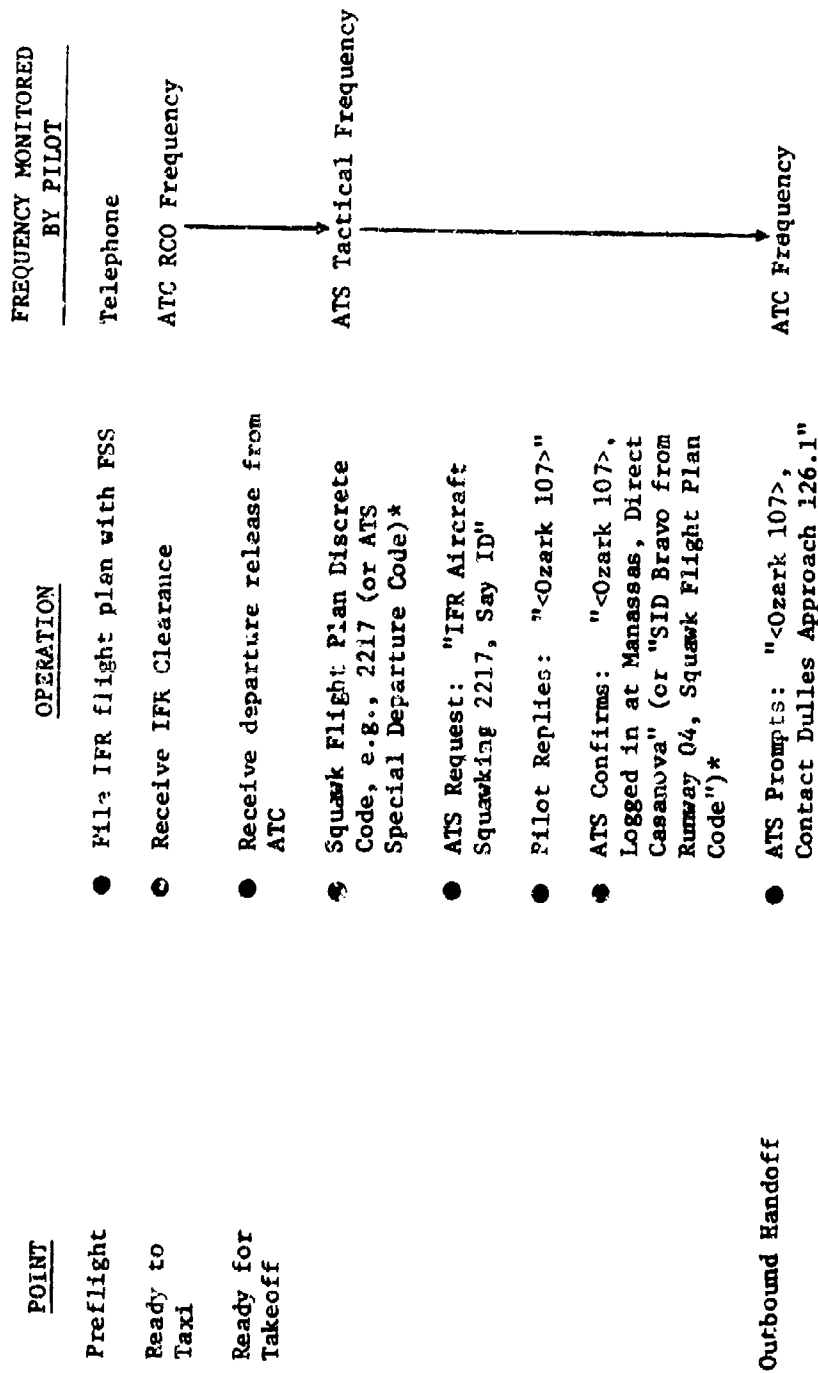 POINT
OPERATION
FREQUENCY MONITORED
BY PILOT
Preflight
● File IFR flight plan with FSS
Telephone
Ready to
Taxi
● Receive IFR Clearance
ATC RCO Frequency
Ready for
Takeoff
● Receive departure release from
ATC
● Squawk Flight Plan Discrete
Code, e.g., 2217 (or ATS
Special Departure Code)*
ATS Tactical Frequency
● ATS Request: "IFR Aircraft
Squawking 2217, Say ID"
● Pilot Replies: "<Ozark 107>"
● ATS Confirms: "<Ozark 107>,
Logged in at Manassas, Direct
Casanova" (or "SID Bravo from
Runway 04, Squawk Flight Plan
Code")*
Outbound Handoff
● ATS Prompts: "<Ozark 107>,
Contact Dulles Approach 126.1"
ATC Frequency